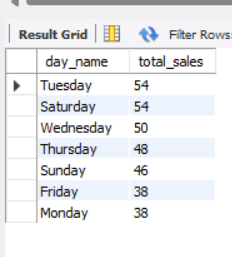 Result Grid Filter Rows:
day_name total_sales
Tuesday 54
Saturday 54
Wednesday 50
Thursday 48
Sunday 46
Friday 38
Monday 38